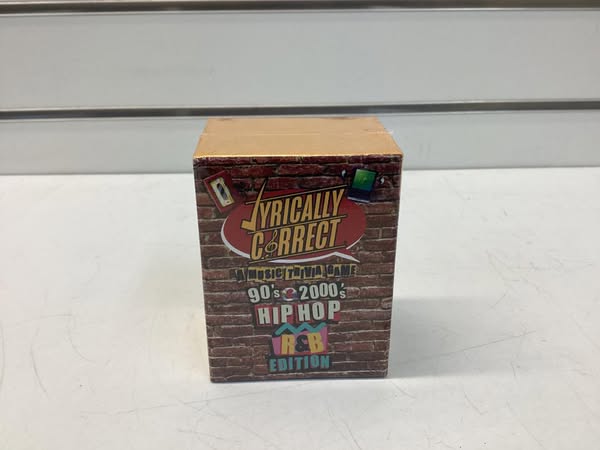 LYRICALLY
CORRECT
A MUSIC TRIVIA GAME
90's & 2000's
HIP HOP
R&B
EDITION